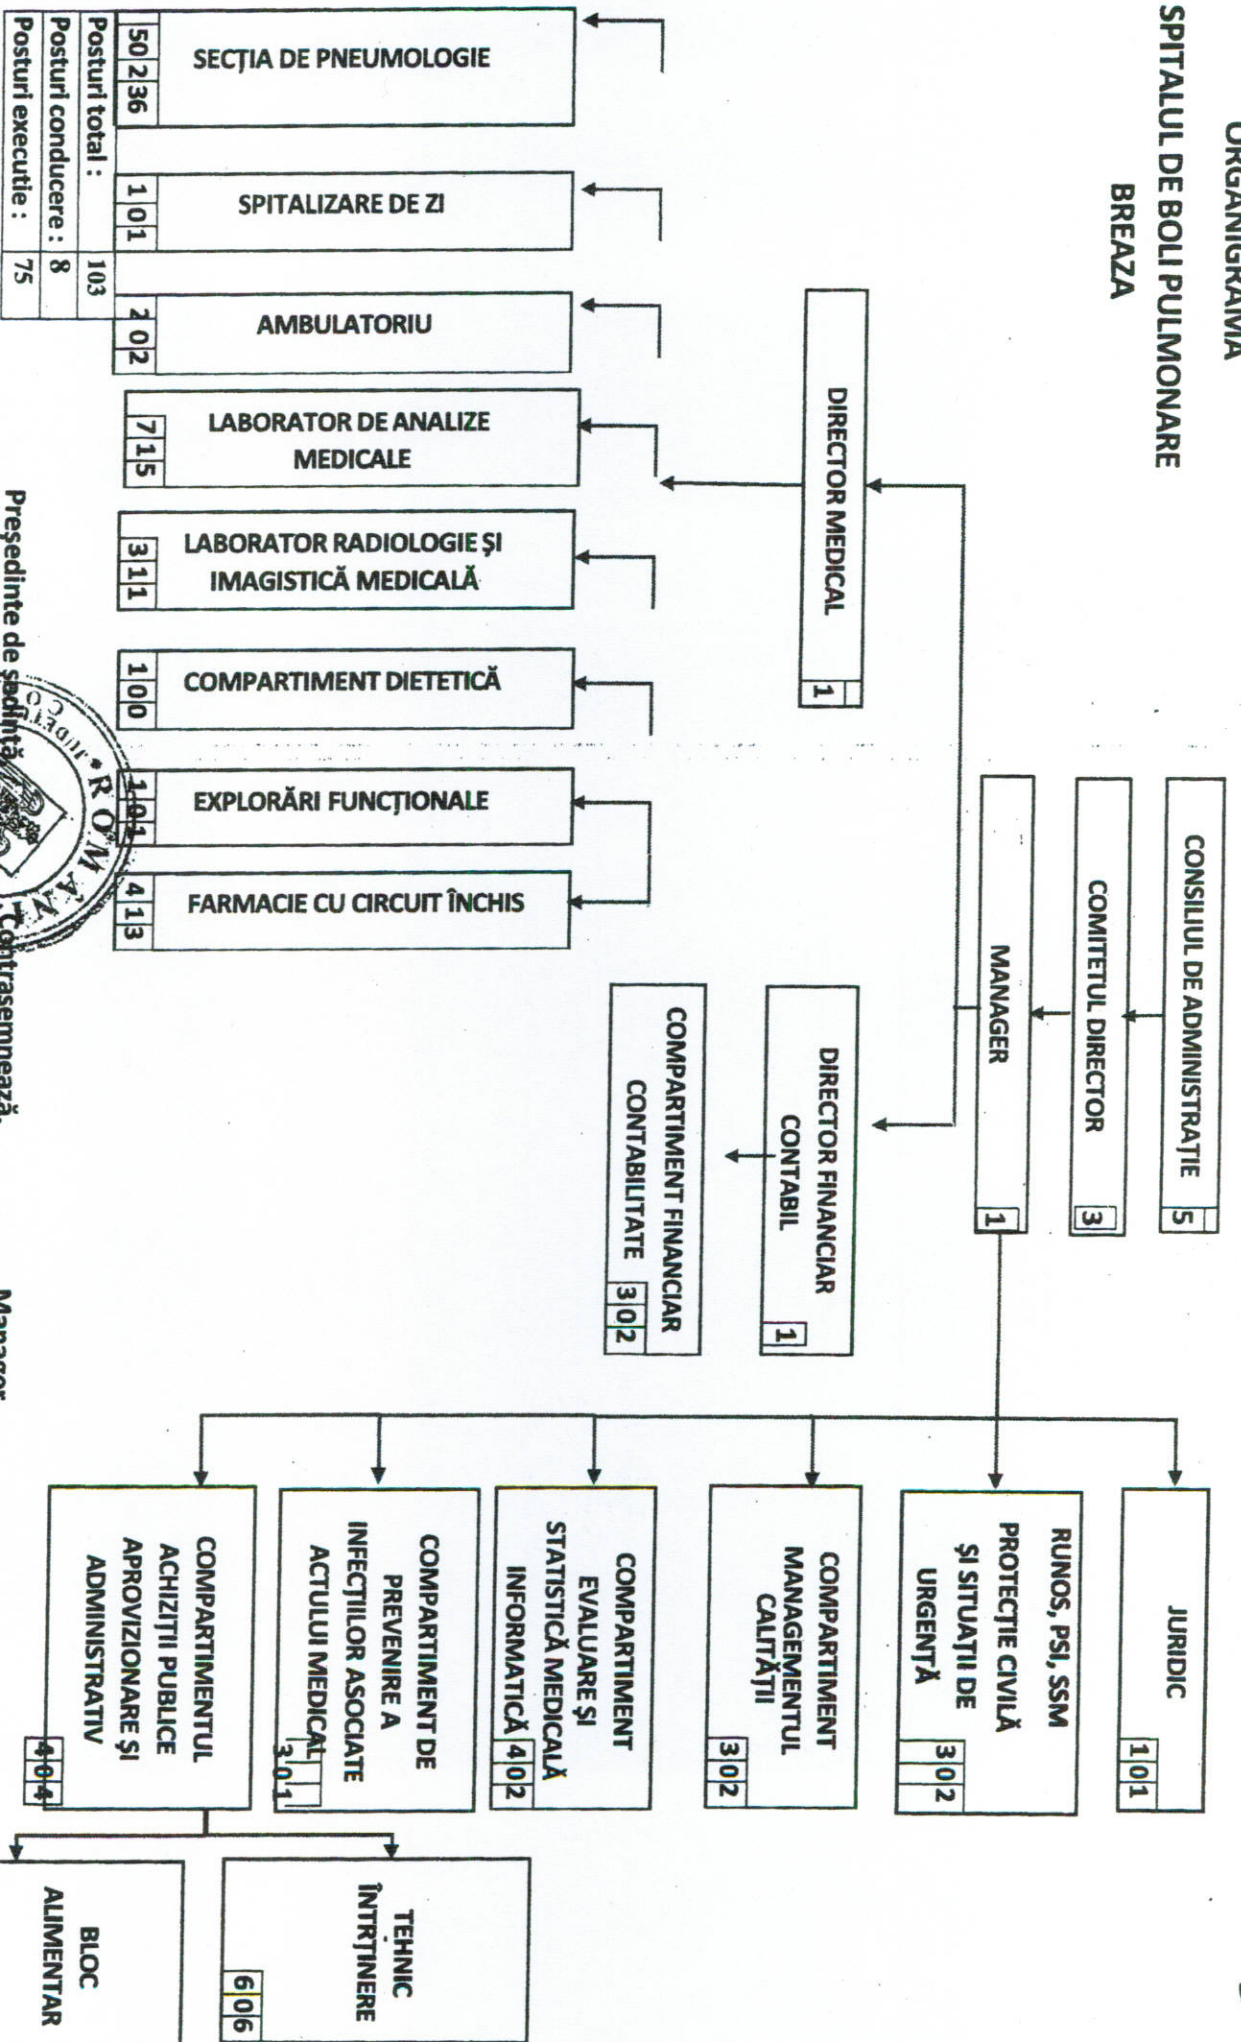 ORGANIGRAMA
SPITALUL DE BOLI PULMONARE
BREAZA
CONSILIUL DE ADMINISTRAȚIE
5
COMITETUL DIRECTOR
3
MANAGER
1
DIRECTOR MEDICAL
1
DIRECTOR FINANCIAR
CONTABIL
1
COMPARTIMENT FINANCIAR
CONTABILITATE
3 0 2
JURIDIC
1 0 1
RUNOS, PSI, SSM
PROTECȚIE CIVILĂ
ȘI SITUAȚII DE
URGENȚĂ
3 0 2
COMPARTIMENT
MANAGEMENTUL
CALITĂȚII
3 0 2
COMPARTIMENT
EVALUARE ȘI
STATISTICĂ MEDICALĂ
INFORMATICĂ
4 0 2
COMPARTIMENT DE
PREVENIRE A
INFECȚIILOR ASOCIATE
ACTULUI MEDICAL
3 0 1
COMPARTIMENTUL
ACHIZIȚII PUBLICE
APROVIZIONARE ȘI
ADMINISTRATIV
4 0 4
TEHNIC
ÎNTRȚINERE
6 0 6
BLOC
ALIMENTAR
SECȚIA DE PNEUMOLOGIE
50 2 36
SPITALIZARE DE ZI
1 0 1
AMBULATORIU
2 0 2
LABORATOR DE ANALIZE
MEDICALE
7 1 5
LABORATOR RADIOLOGIE ȘI
IMAGISTICĂ MEDICALĂ
3 1 1
COMPARTIMENT DIETETICĂ
1 0 0
EXPLORĂRI FUNCȚIONALE
1 0 1
FARMACIE CU CIRCUIT ÎNCHIS
4 1 3
Posturi total : 103
Posturi conducere : 8
Posturi executie : 75
Președinte de ședință,
Contrasemnează,
Manager
ROMÂN
JUDEȚ